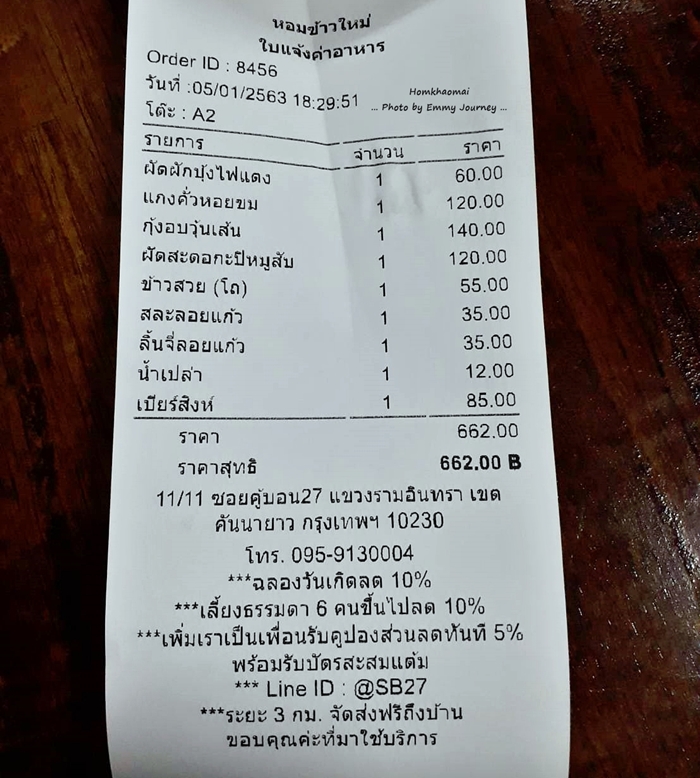 หอมข้าวใหม่
ใบแจ้งค่าอาหาร
Order ID : 8456
วันที่ :05/01/2563 18:29:51
โต๊ะ : A2
Homkhaomai
... Photo by Emmy Journey ...
รายการ จำนวน ราคา
ผัดผักบุ้งไฟแดง 1 60.00
แกงคั่วหอยขม 1 120.00
กุ้งอบวุ้นเส้น 1 140.00
ผัดสะตอกะปิหมูสับ 1 120.00
ข้าวสวย (โถ) 1 55.00
สละลอยแก้ว 1 35.00
ลิ้นจี่ลอยแก้ว 1 35.00
น้ำเปล่า 1 12.00
เบียร์สิงห์ 1 85.00
ราคา 662.00
ราคาสุทธิ 662.00 B
11/11 ซอยคู้บอน27 แขวงรามอินทรา เขต
คันนายาว กรุงเทพฯ 10230
โทร. 095-9130004
***ฉลองวันเกิดลด 10%
***เลี้ยงธรรมดา 6 คนขึ้นไปลด 10%
***เพิ่มเราเป็นเพื่อนรับคูปองส่วนลดทันที 5%
พร้อมรับบัตรสะสมแต้ม
*** Line ID : @SB27
***ระยะ 3 กม. จัดส่งฟรีถึงบ้าน
ขอบคุณค่ะที่มาใช้บริการ